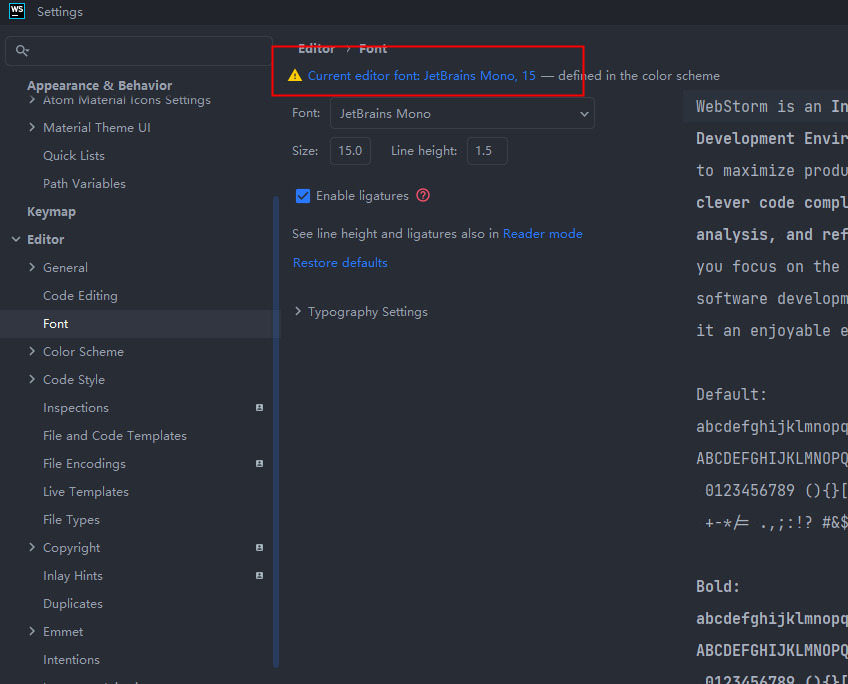 WS Settings
Appearance & Behavior
Atom Material Icons Settings
Material Theme UI
Quick Lists
Path Variables
Keymap
Editor
General
Code Editing
Font
Color Scheme
Code Style
Inspections
File and Code Templates
File Encodings
Live Templates
File Types
Copyright
Inlay Hints
Duplicates
Emmet
Intentions
Editor › Font
Current editor font: JetBrains Mono, 15 — defined in the color scheme
Font: JetBrains Mono
Size: 15.0 Line height: 1.5
Enable ligatures ?
See line height and ligatures also in Reader mode
Restore defaults
Typography Settings
WebStorm is an In
Development Envir
to maximize produ
clever code compl
analysis, and ref
you focus on the
software developm
it an enjoyable e
Default:
abcdefghijklmnopq
ABCDEFGHIJKLMNOPQ
0123456789 (){}[
+-*/= .,;:!? #&$
Bold:
abcdefghijklmnopq
ABCDEFGHIJKLMNOPQ
0123456789 (){}[